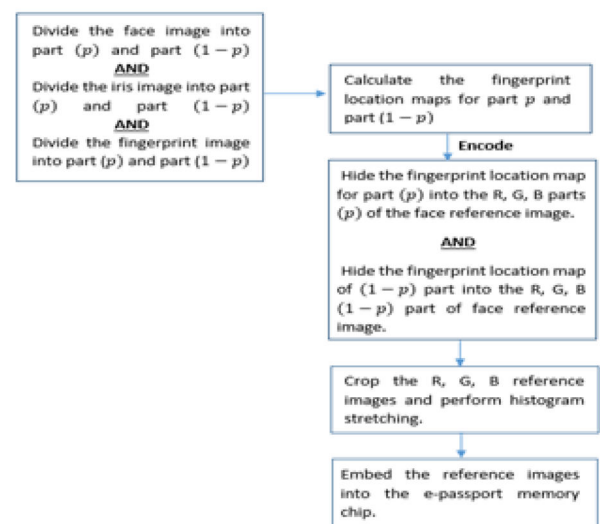 Divide the face image into
part (p) and part (1 − p)
AND
Divide the iris image into part
(p) and part (1 − p)
AND
Divide the fingerprint image
into part (p) and part (1 − p)
Calculate the fingerprint
location maps for part p and
part (1 − p)
Encode
Hide the fingerprint location map
for part (p) into the R, G, B parts
(p) of the face reference image.
AND
Hide the fingerprint location map
of (1 − p) part into the R, G, B
(1 − p) part of face reference
image.
Crop the R, G, B reference
images and perform histogram
stretching.
Embed the reference images
into the e-passport memory
chip.